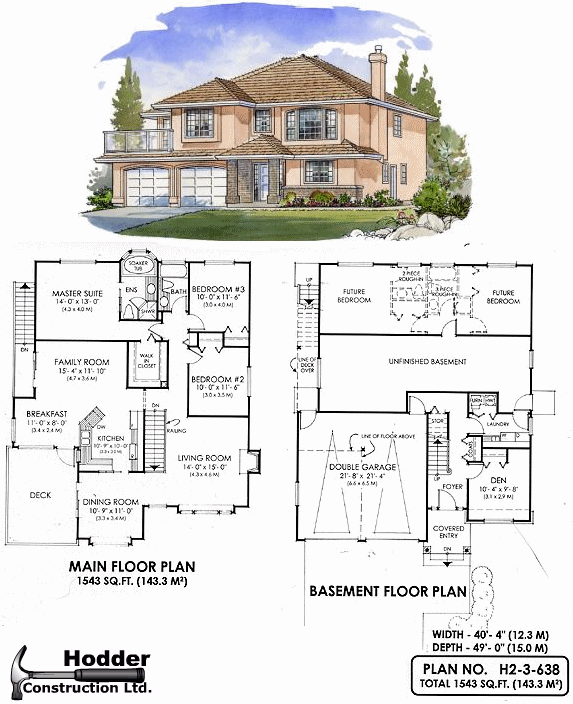 SOAKER
TUB
MASTER SUITE
14'- 0" x 13'- 0"
(4.3 x 4.0 M)
ENS
SHWR
BATH
BEDROOM #3
10'- 0" x 11'- 6"
(3.0 x 4.0 M)
DN
FAMILY ROOM
15'- 4" x 11'- 10"
(4.7 x 3.6 M)
WALK
IN
CLOSET
BEDROOM #2
10'- 0" x 11'- 6"
(3.0 x 3.5 M)
BREAKFAST
11'- 0" x 8'- 0"
(3.4 x 2.4 M)
DW
KITCHEN
10'- 9" x 10'- 0"
(3.3 x 3.0 M)
DN
RAILING
LIVING ROOM
14'- 0" x 15'- 0"
(4.3 x 4.6 M)
DECK
DINING ROOM
10'- 9" x 11'- 0"
(3.3 x 3.4 M)
MAIN FLOOR PLAN
1543 SQ.FT. (143.3 M²)
UP
FUTURE
BEDROOM
2 PIECE
ROUGH-IN
3 PIECE
ROUGH-IN
FUTURE
BEDROOM
LINE OF
DECK
OVER
UNFINISHED BASEMENT
FURN
HWT
LAUNDRY
STOR
LINE OF FLOOR ABOVE
DOUBLE GARAGE
21'- 8" x 21'- 4"
(6.6 x 6.5 M)
UP
FOYER
DEN
10'- 4" x 9'- 8"
(3.1 x 2.9 M)
COVERED
ENTRY
DN
BASEMENT FLOOR PLAN
WIDTH - 40'- 4" (12.3 M)
DEPTH - 49'- 0" (15.0 M)
PLAN NO. H2-3-638
TOTAL 1543 SQ.FT. (143.3 M²)
Hodder
Construction Ltd.